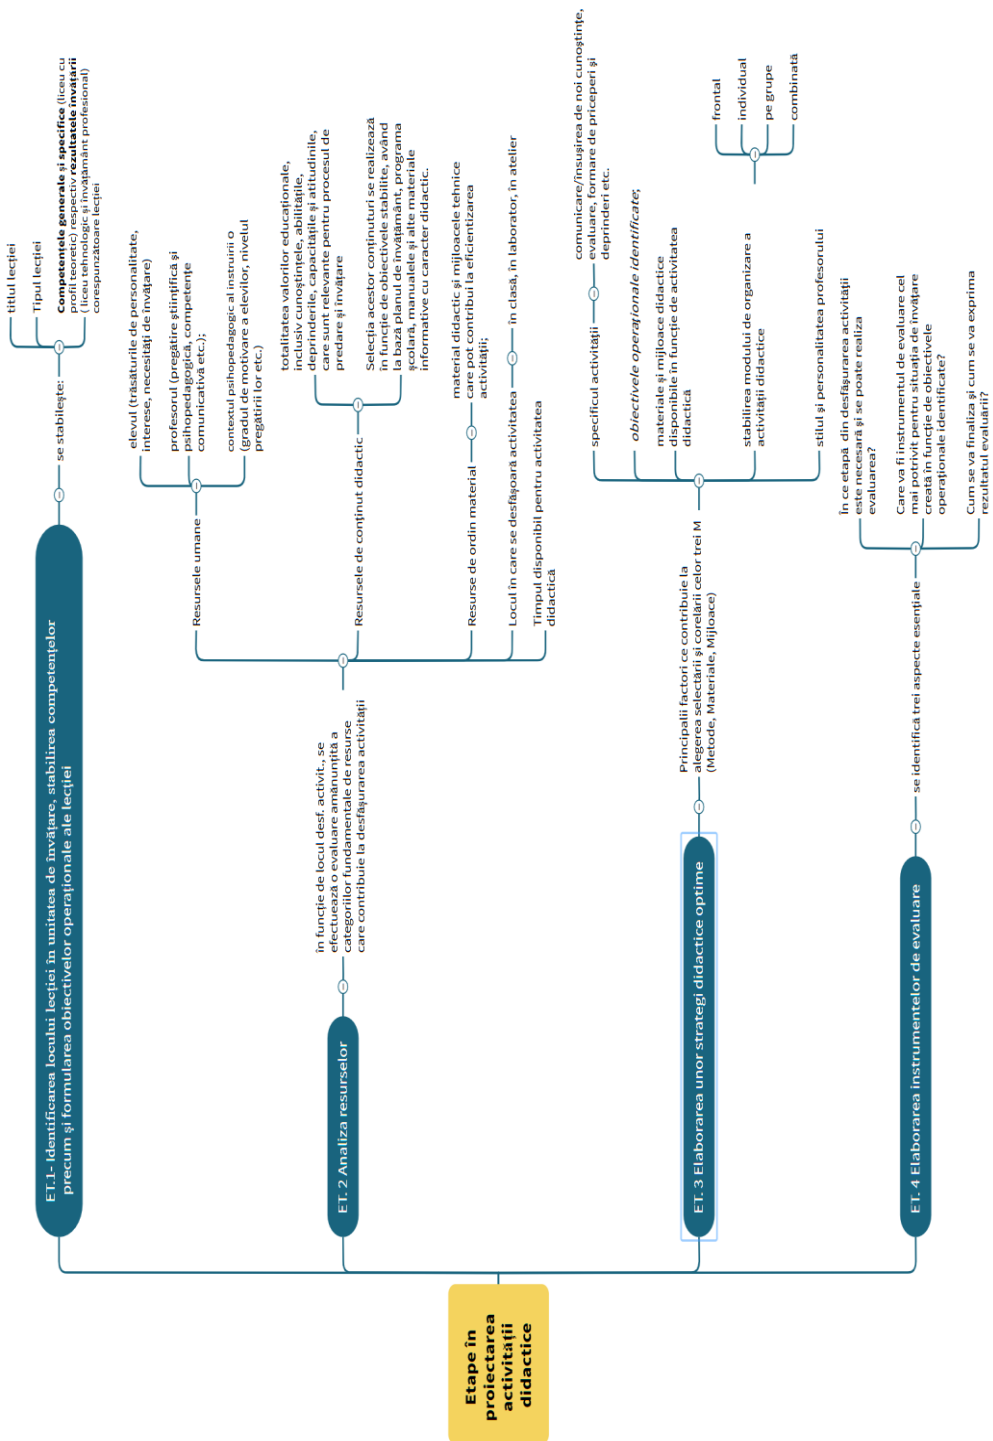 Etape în
proiectarea
activității
didactice
ET.1- Identificarea locului lecției în unitatea de învățare, stabilirea competențelor
precum și formularea obiectivelor operaționale ale lecției
se stabilește:
titlul lecției
Tipul lecției
Competențele generale și specifice (liceu cu
profil teoretic) respectiv rezultatele învățării
( liceu tehnologic și învățământ profesional)
corespunzătoare lecției
ET. 2 Analiza resurselor
în funcție de locul desf. activit., se
efectuează o evaluare amănunțită a
categoriilor fundamentale de resurse
care contribuie la desfășurarea activității
Resursele umane
elevul (trăsăturile de personalitate,
interese, necesități de învățare)
profesorul (pregătire științifică și
psihopedagogică, competențe
comunicativă etc.);
contextul psihopedagogic al instruirii o
(gradul de motivare a elevilor, nivelul
pregătirii lor etc.)
Resursele de conținut didactic
totalitatea valorilor educaționale,
inclusiv cunoștințele, abilitățile,
deprinderile, capacitățile și atitudinile,
care sunt relevante pentru procesul de
predare și învățare
Selecția acestor conținuturi se realizează
în funcție de obiectivele stabilite, având
la bază planul de învățământ, programa
școlară, manualele și alte materiale
informative cu caracter didactic.
Resurse de ordin material
material didactic și mijloacele tehnice
care pot contribui la eficientizarea
activității;
Locul în care se desfășoară activitatea
în clasă, în laborator, în atelier
Timpul disponibil pentru activitatea
didactică
ET. 3 Elaborarea unor strategi didactice optime
Principalii factori ce contribuie la
alegerea selectării și corelării celor trei M
(Metode, Materiale, Mijloace)
specificul activității
comunicare/însușirea de noi cunoștințe,
evaluare, formare de priceperi și
deprinderi etc.
obiectivele operaționale identificate;
materiale și mijloace didactice
disponibile în funcție de activitatea
didactică
stabilirea modului de organizare a
activității didactice
frontal
individual
pe grupe
combinată
stilul și personalitatea profesorului
ET. 4 Elaborarea instrumentelor de evaluare
se identifică trei aspecte esențiale
În ce etapă din desfășurarea activității
este necesară și se poate realiza
evaluarea?
Care va fi instrumentul de evaluare cel
mai potrivit pentru situația de învățare
creată în funcție de obiectivele
operaționale identificate?
Cum se va finaliza și cum se va exprima
rezultatul evaluării?